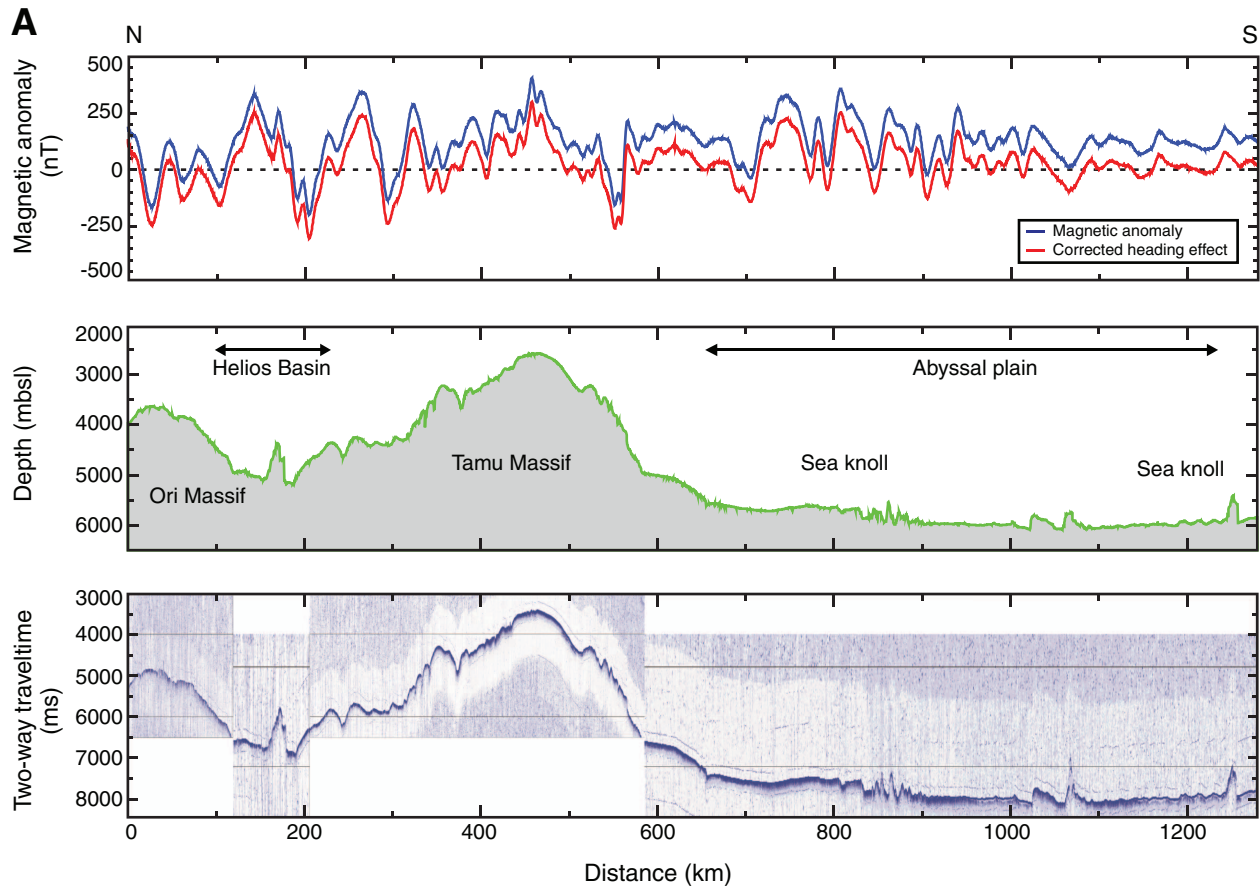 A
N
S
Magnetic anomaly
(nT)
500
250
0
-250
-500
Magnetic anomaly
Corrected heading effect
Depth (mbsl)
2000
3000
4000
5000
6000
Helios Basin
Abyssal plain
Tamu Massif
Sea knoll
Sea knoll
Ori Massif
Two-way traveltime
(ms)
3000
4000
5000
6000
7000
8000
0
200
400
600
800
1000
1200
Distance (km)